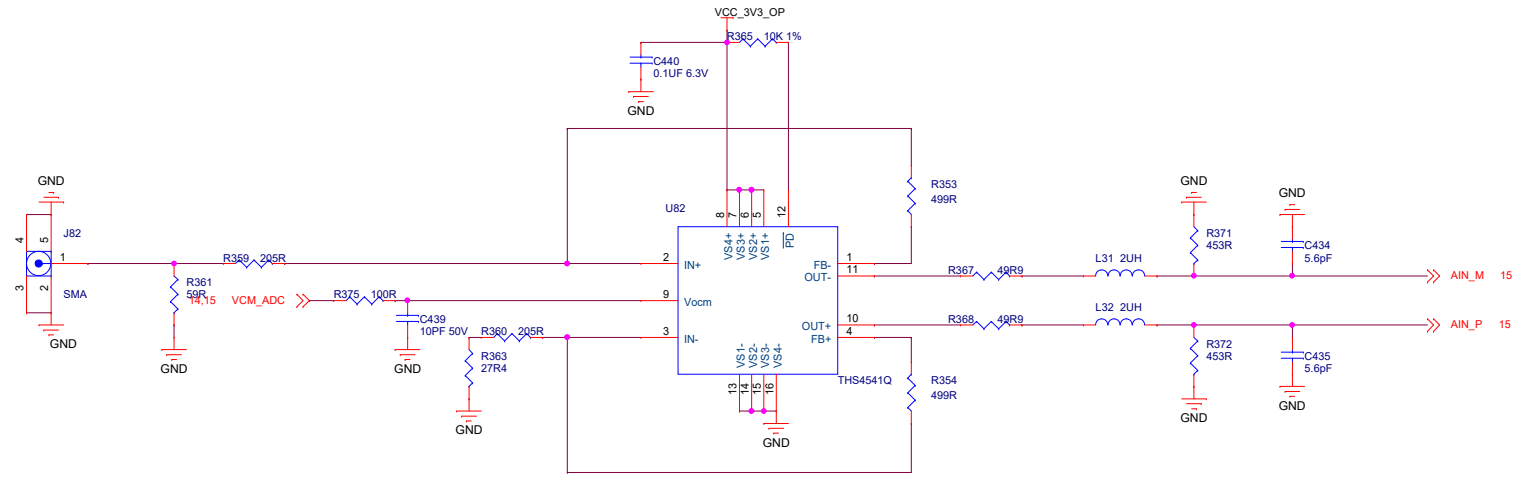 VCC_3V3_OP
R365 10K 1%
C440
0.1UF 6.3V
GND
GND
J82
4
5
1
3
2
SMA
GND
R359 205R
R361
59R
GND
14,15 VCM_ADC
R375 100R
C439
10PF 50V
GND
R360 205R
R363
27R4
GND
U82
8
7
6
5
12
VS4+
VS3+
VS2+
VS1+
PD
2 IN+
9 Vocm
3 IN-
FB- 1
OUT- 11
OUT+ 10
FB+ 4
VS1-
VS2-
VS3-
VS4-
13
14
15
16
GND
THS4541Q
R353
499R
R354
499R
R367 49R9
L31 2UH
GND
R371
453R
GND
C434
5.6pF
AIN_M 15
R368 49R9
L32 2UH
AIN_P 15
R372
453R
GND
C435
5.6pF
GND